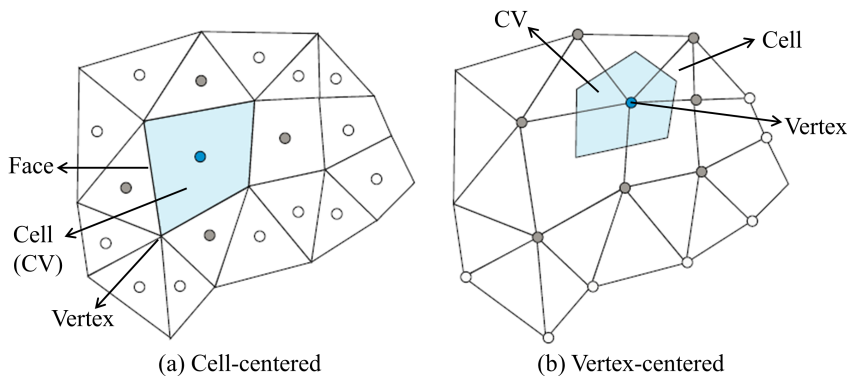 Face
Cell
(CV)
Vertex
(a) Cell-centered
CV
Cell
Vertex
(b) Vertex-centered